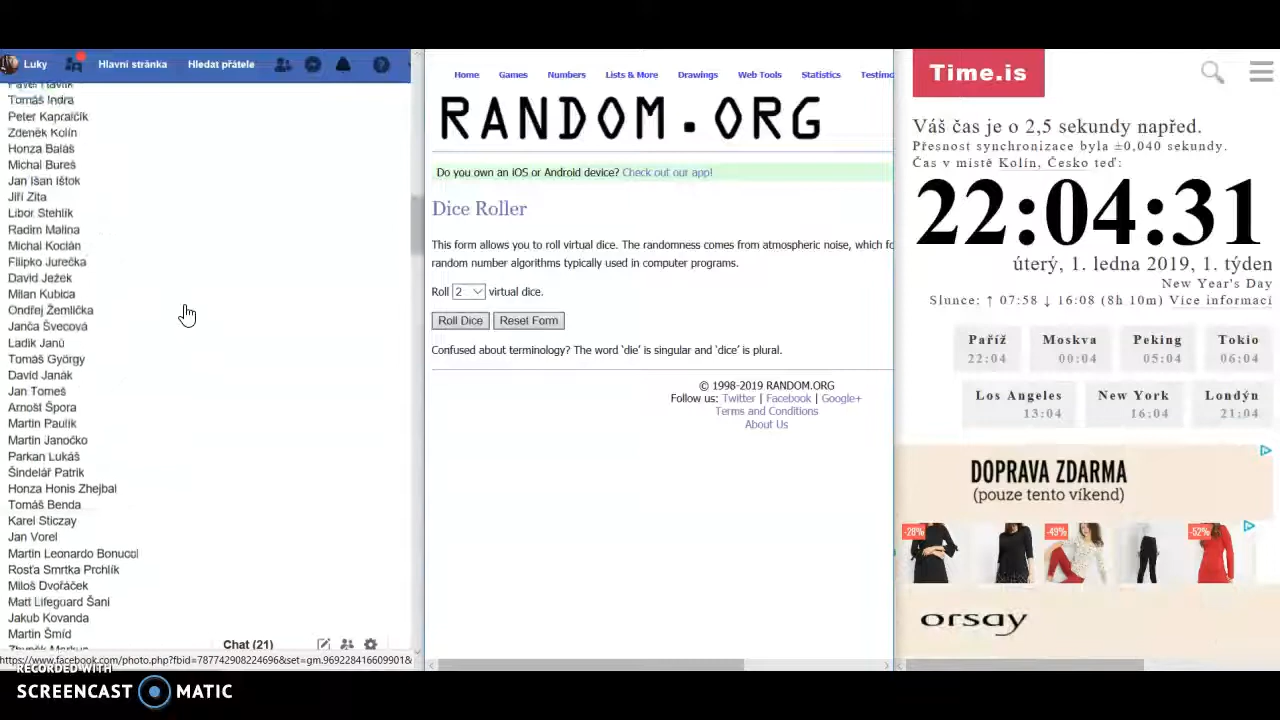 Luky Hlavní stránka Hledat přátele
Pavel Havlík
Tomáš Indra
Peter Kapralčík
Zdeněk Kolín
Honza Baláš
Michal Bureš
Jan Išan Ištok
Jiří Zita
Libor Stehlík
Radim Malina
Michal Kocián
Filipko Jurečka
David Ježek
Milan Kubica
Ondřej Žemlička
Janča Švecová
Ladik Janů
Tomáš György
David Janák
Jan Tomeš
Arnošt Špora
Martin Paulík
Martin Janočko
Parkan Lukáš
Šindelář Patrik
Honza Honis Zhejbal
Tomáš Benda
Karel Sticzay
Jan Vorel
Martin Leonardo Bonucci
Rosťa Smrtka Prchlík
Miloš Dvořáček
Matt Lifeguard Šani
Jakub Kovanda
Martin Šmíd
Chat (21)
https://www.facebook.com/photo.php?fbid=787742908224696&set=gm.969228416609901&
RECORDED WITH
SCREENCAST MATIC
Home Games Numbers Lists & More Drawings Web Tools Statistics Testimo
RANDOM.ORG
Do you own an iOS or Android device? Check out our app!
Dice Roller
This form allows you to roll virtual dice. The randomness comes from atmospheric noise, which fo
random number algorithms typically used in computer programs.
Roll 2 virtual dice.
Roll Dice Reset Form
Confused about terminology? The word ‘die’ is singular and ‘dice’ is plural.
© 1998-2019 RANDOM.ORG
Follow us: Twitter | Facebook | Google+
Terms and Conditions
About Us
Time.is
Váš čas je o 2,5 sekundy napřed.
Přesnost synchronizace byla ±0,040 sekundy.
Čas v místě Kolín, Česko teď:
22:04:31
úterý, 1. ledna 2019, 1. týden
New Year's Day
Slunce: ↑ 07:58 ↓ 16:08 (8h 10m) Více informací
Paříž Moskva Peking Tokio
22:04 00:04 05:04 06:04
Los Angeles New York Londýn
13:04 16:04 21:04
DOPRAVA ZDARMA
(pouze tento víkend)
-28% -49% -52%
orsay